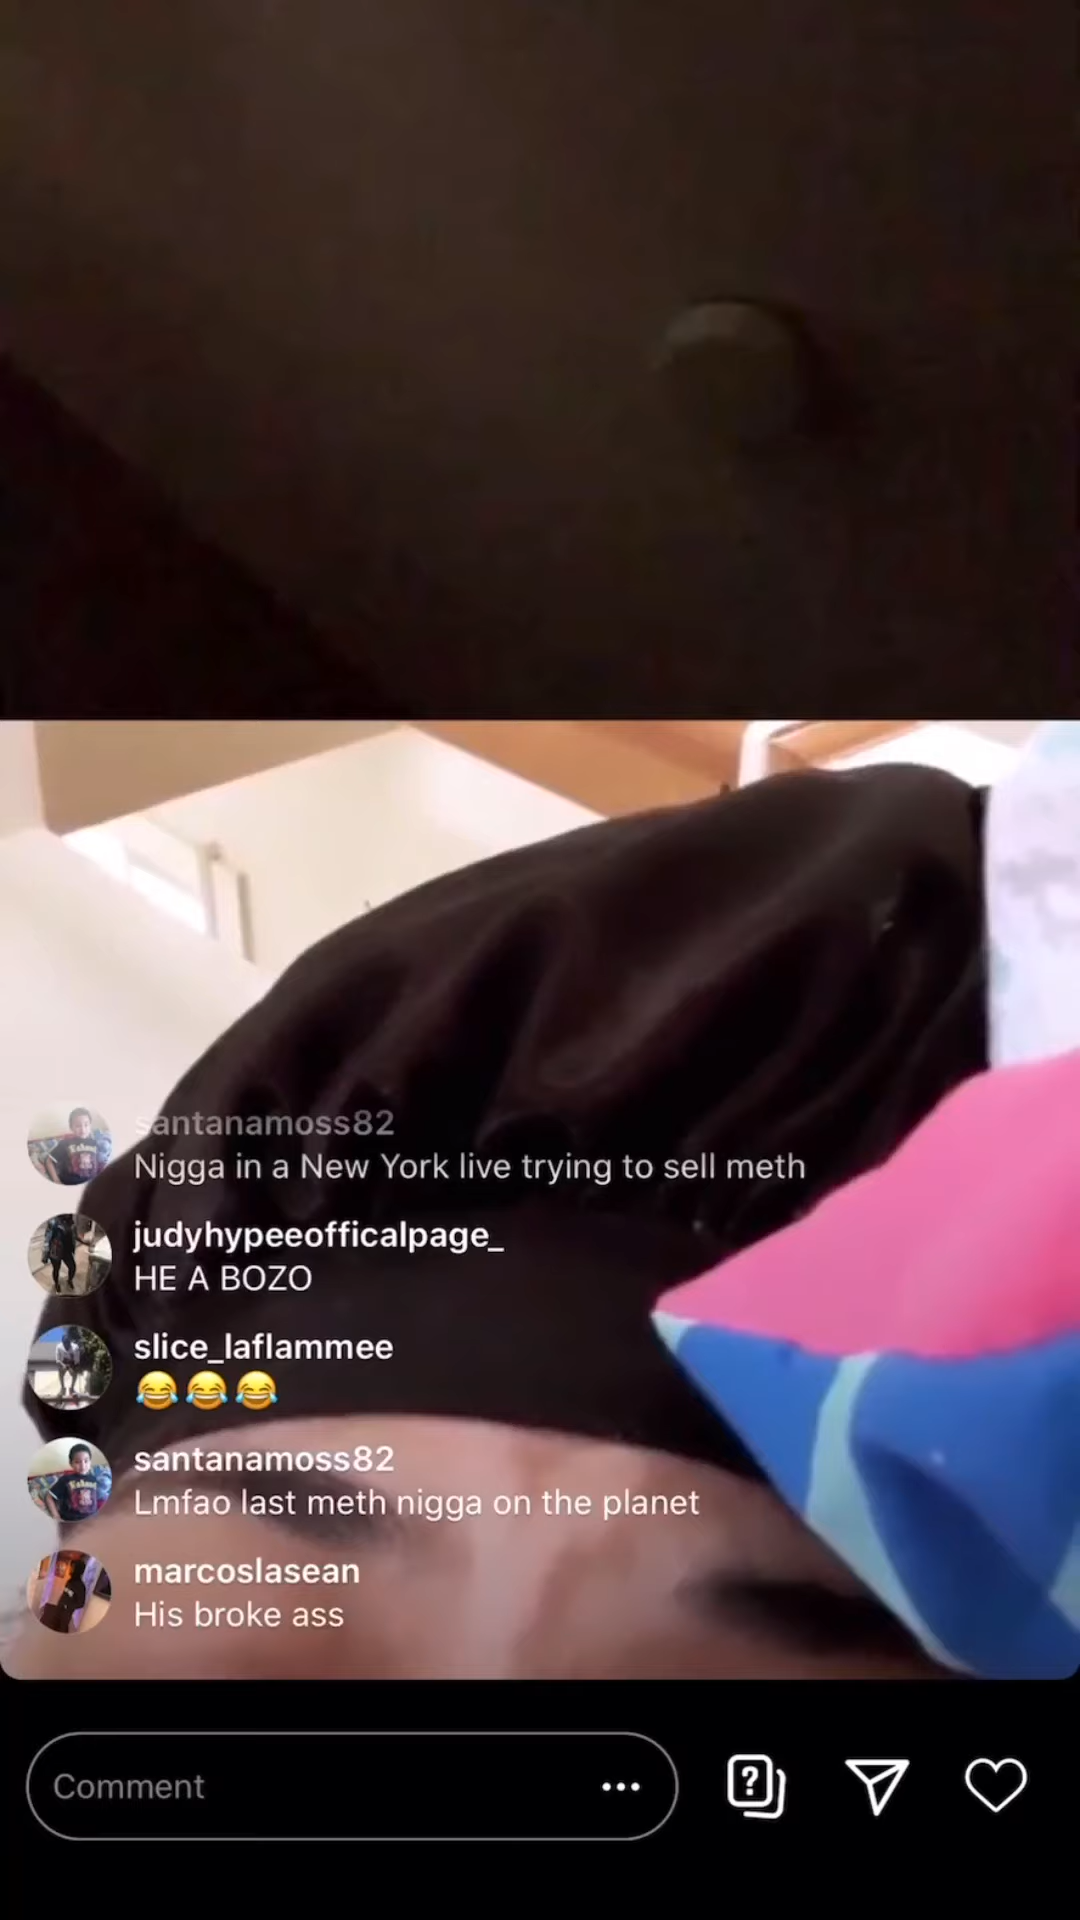 santanamoss82
Nigga in a New York live trying to sell meth
judyhypeeofficalpage_
HE A BOZO
slice_laflammee
😂😂😂
santanamoss82
Lmfao last meth nigga on the planet
marcoslasean
His broke ass
Comment